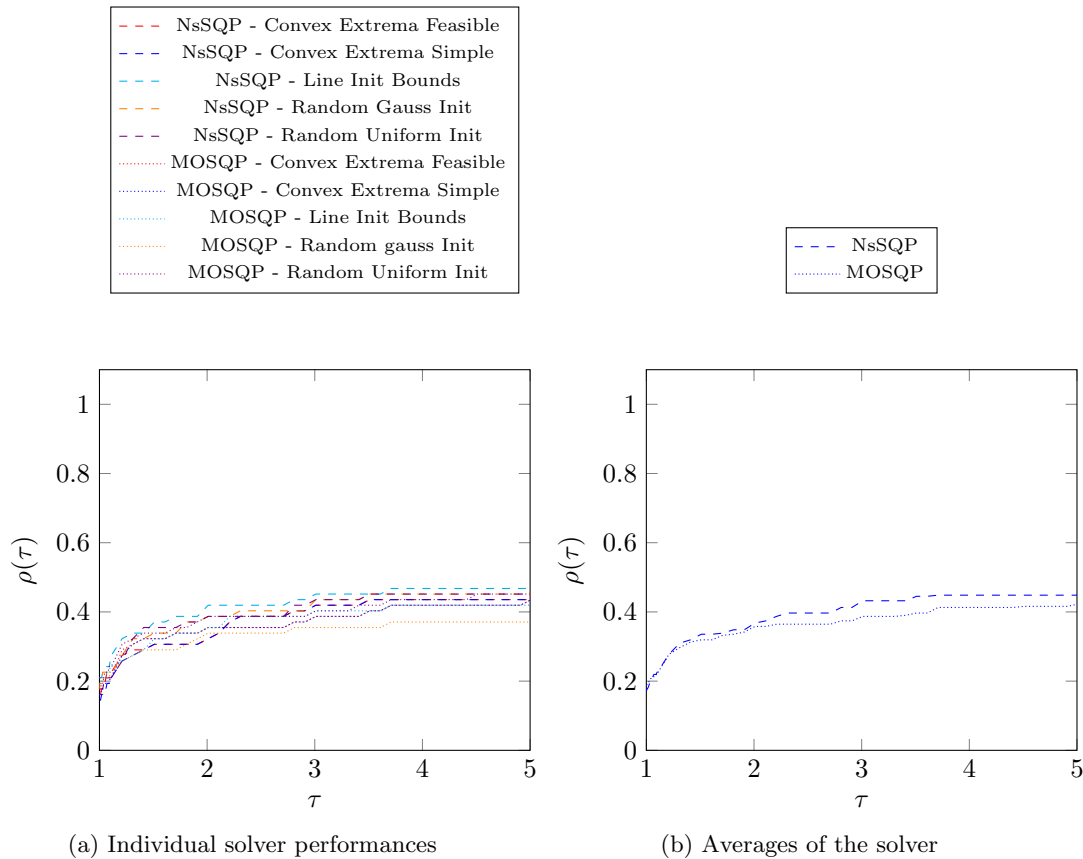 NsSQP - Convex Extrema Feasible
NsSQP - Convex Extrema Simple
NsSQP - Line Init Bounds
NsSQP - Random Gauss Init
NsSQP - Random Uniform Init
MOSQP - Convex Extrema Feasible
MOSQP - Convex Extrema Simple
MOSQP - Line Init Bounds
MOSQP - Random gauss Init
MOSQP - Random Uniform Init
NsSQP
MOSQP
1
0.8
0.6
0.4
0.2
0
ρ(τ)
1 2 3 4 5
τ
(a) Individual solver performances
1
0.8
0.6
0.4
0.2
0
ρ(τ)
1 2 3 4 5
τ
(b) Averages of the solver